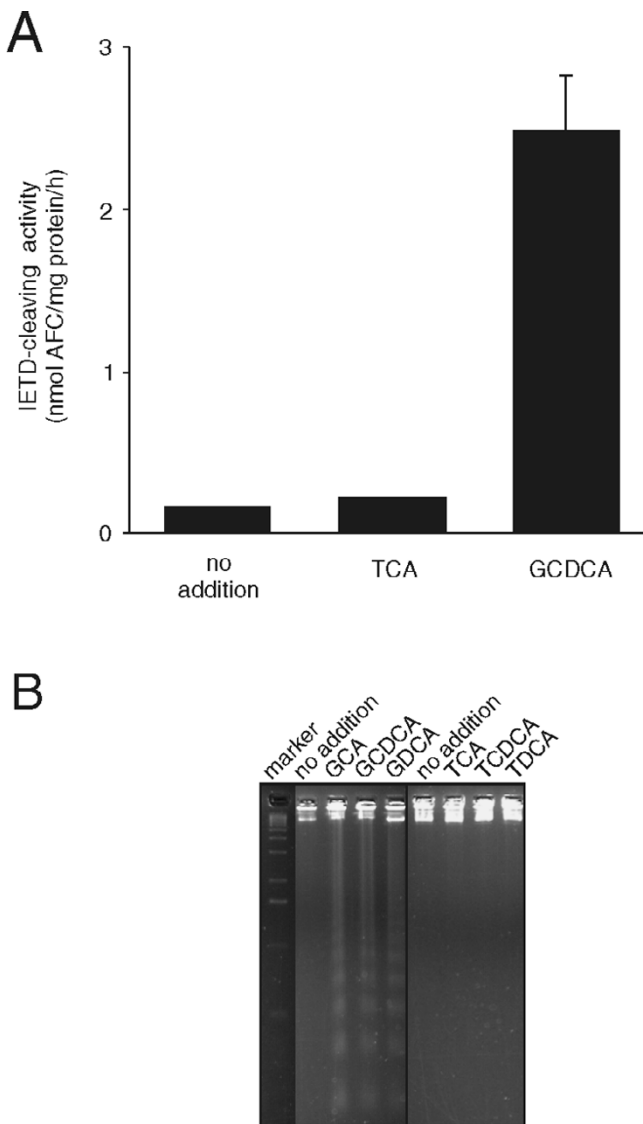 A
3
2
1
0
IETD-cleaving activity
(nmol AFC/mg protein/h)
no
addition
TCA
GCDCA
B
marker
no addition
GCA
GCDCA
GDCA
no addition
TCA
TCDCA
TDCA